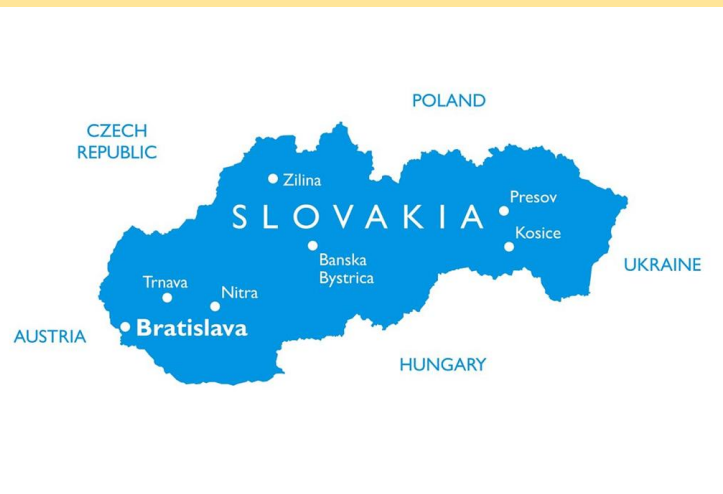 POLAND
CZECH
REPUBLIC
Zilina
Presov
SLOVAKIA
Kosice
Banska
Bystrica
UKRAINE
Trnava
Nitra
Bratislava
AUSTRIA
HUNGARY